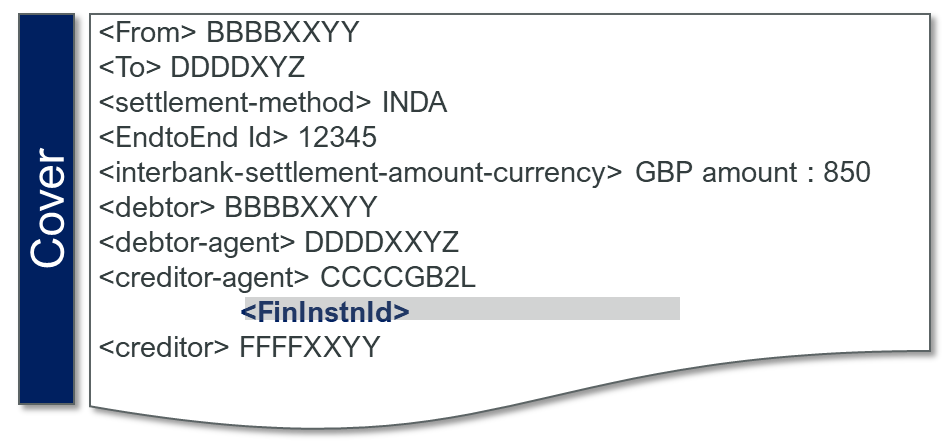 Cover
<From> BBBBXXYY
<To> DDDDXYZ
<settlement-method> INDA
<EndtoEnd Id> 12345
<interbank-settlement-amount-currency> GBP amount : 850
<debtor> BBBBXXYY
<debtor-agent> DDDDXXYZ
<creditor-agent> CCCCGB2L
<FinInstnId>
<creditor> FFFFXXYY